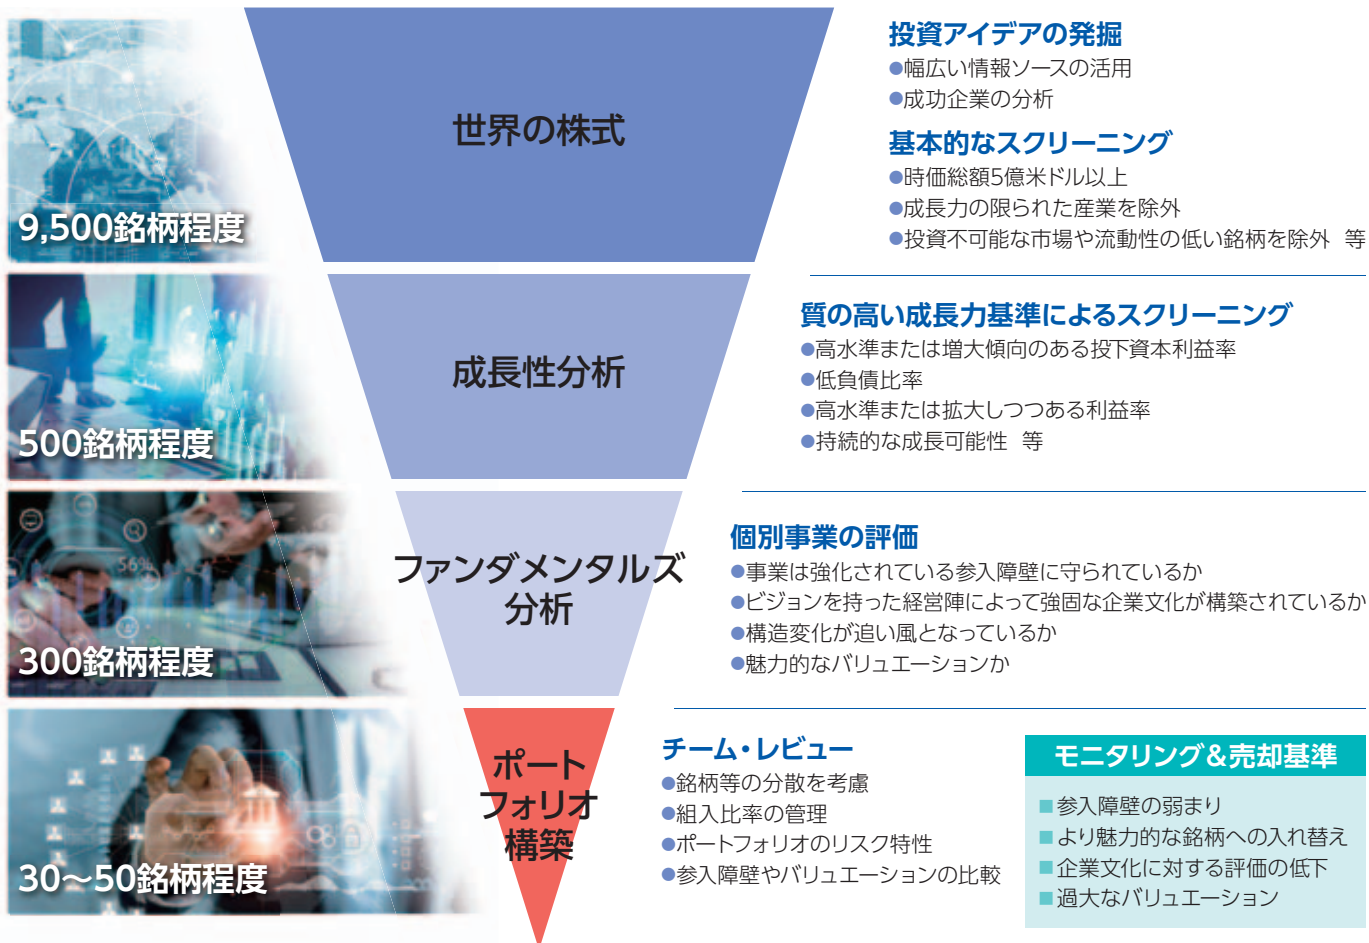 世界の株式
9,500銘柄程度
投資アイデアの発掘
●幅広い情報ソースの活用
●成功企業の分析
基本的なスクリーニング
●時価総額5億米ドル以上
●成長力の限られた産業を除外
●投資不可能な市場や流動性の低い銘柄を除外 等
成長性分析
500銘柄程度
質の高い成長力基準によるスクリーニング
●高水準または増大傾向のある投下資本利益率
●低負債比率
●高水準または拡大しつつある利益率
●持続的な成長可能性 等
ファンダメンタルズ
分析
56%
300銘柄程度
個別事業の評価
●事業は強化されている参入障壁に守られているか
●ビジョンを持った経営陣によって強固な企業文化が構築されているか
●構造変化が追い風となっているか
●魅力的なバリュエーションか
ポート
フォリオ
構築
30〜50銘柄程度
チーム・レビュー
●銘柄等の分散を考慮
●組入比率の管理
●ポートフォリオのリスク特性
●参入障壁やバリュエーションの比較
モニタリング&売却基準
■参入障壁の弱まり
■より魅力的な銘柄への入れ替え
■企業文化に対する評価の低下
■過大なバリュエーション